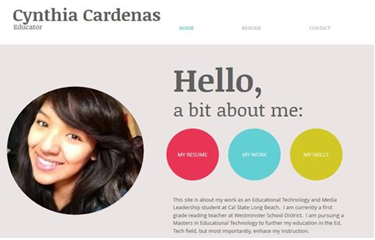 Cynthia Cardenas
Educator
HOME RESUME CONTACT
Hello,
a bit about me:
MY RESUME MY WORK MY SKILLS
This site is about my work as an Educational Technology and Media
Leadership student at Cal State Long Beach. I am currently a first
grade reading teacher at Westminster School District. I am pursuing a
Masters in Educational Technology to further my education in the Ed.
Tech field, but most importantly, enhance my instruction.